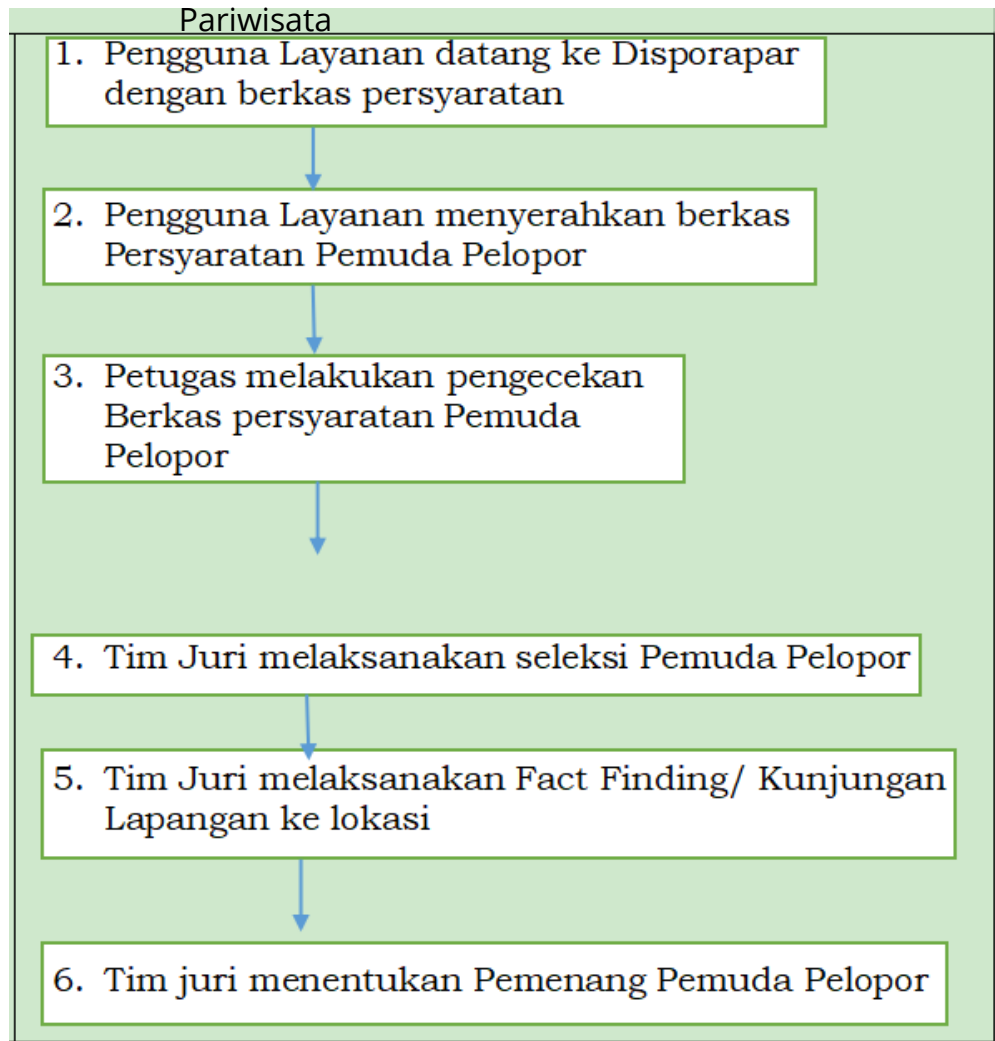 Pariwisata
1. Pengguna Layanan datang ke Disporapar
dengan berkas persyaratan
2. Pengguna Layanan menyerahkan berkas
Persyaratan Pemuda Pelopor
3. Petugas melakukan pengecekan
Berkas persyaratan Pemuda
Pelopor
4. Tim Juri melaksanakan seleksi Pemuda Pelopor
5. Tim Juri melaksanakan Fact Finding/ Kunjungan
Lapangan ke lokasi
6. Tim juri menentukan Pemenang Pemuda Pelopor